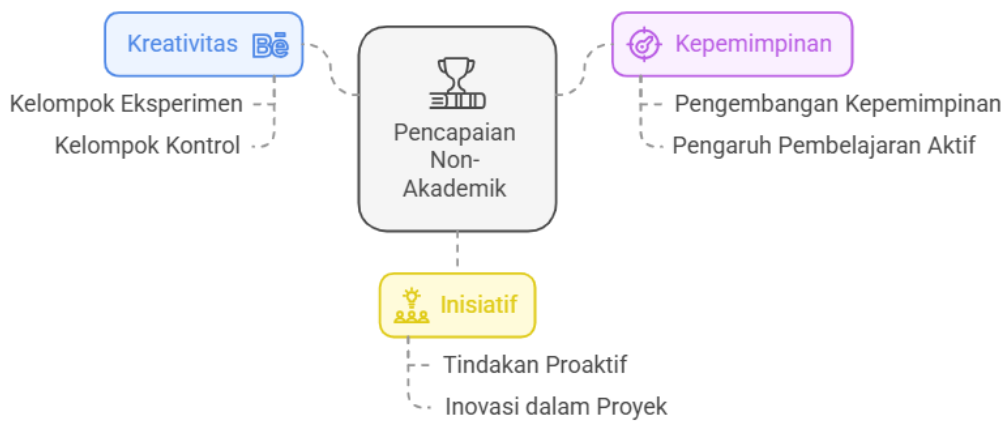 Kreativitas Bē
Kelompok Eksperimen
Kelompok Kontrol
Pencapaian
Non-
Akademik
Kepemimpinan
Pengembangan Kepemimpinan
Pengaruh Pembelajaran Aktif
Inisiatif
Tindakan Proaktif
Inovasi dalam Proyek